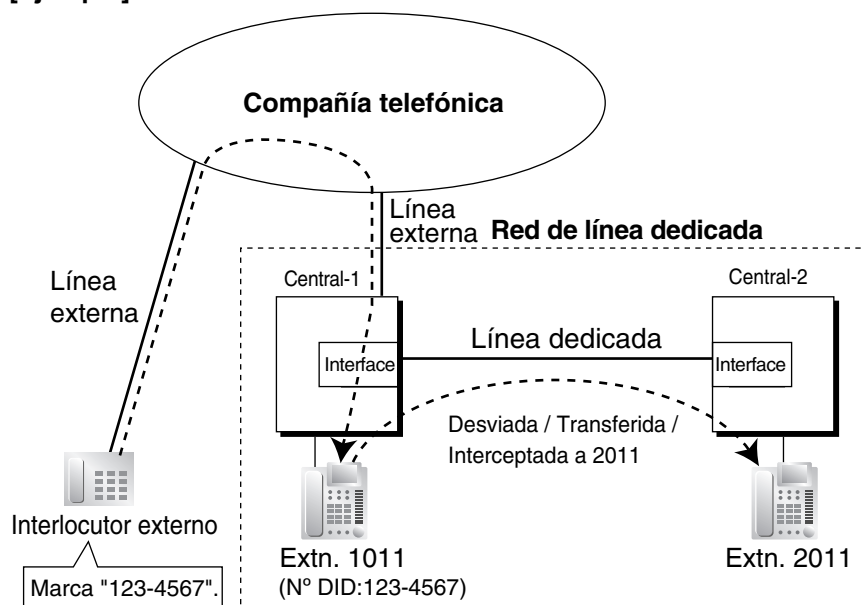 Compañía telefónica
Línea
externa
Red de línea dedicada
Línea
externa
Central-1
Central-2
Interface
Línea dedicada
Interface
Desviada / Transferida /
Interceptada a 2011
Interlocutor externo
Marca "123-4567".
Extn. 1011
(Nº DID:123-4567)
Extn. 2011